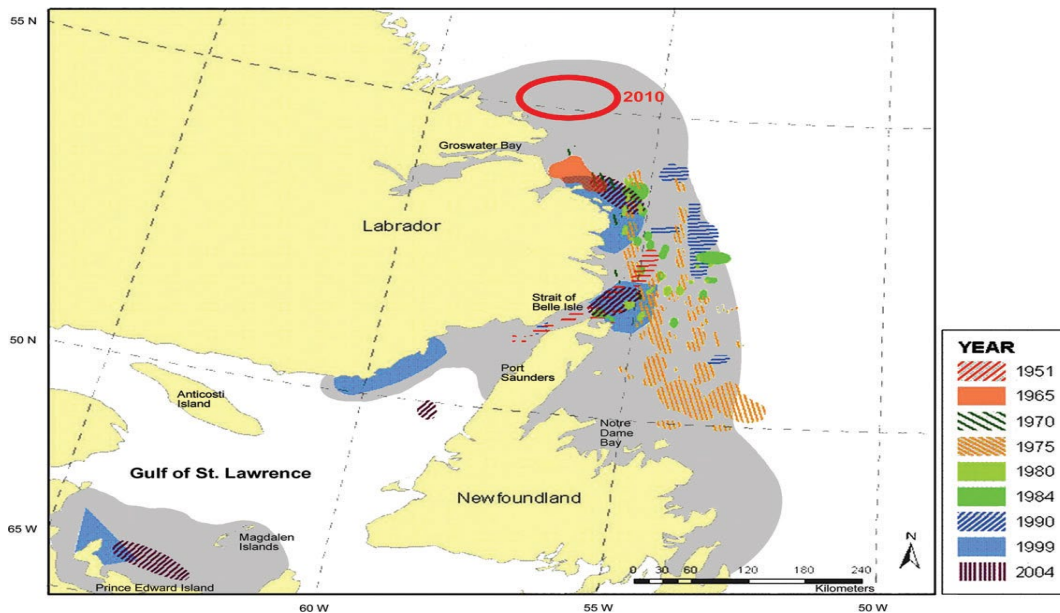 55 N
2010
Groswater Bay
Labrador
Strait of
Belle Isle
50 N
Port
Saunders
Anticosti
Island
Notre
Dame
Bay
Gulf of St. Lawrence
Newfoundland
65 W
Magdalen
Islands
Prince Edward Island
N
0 30 60 120 180 240
Kilometers
60 W
55 W
50 W
YEAR
1951
1965
1970
1975
1980
1984
1990
1999
2004